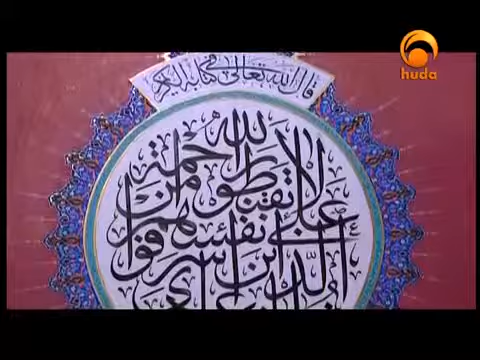 huda
قال الله تعالى في كتابه الكريم
الذين أسرفوا
على أنفسهم
لا تقنطوا من رحمة الله